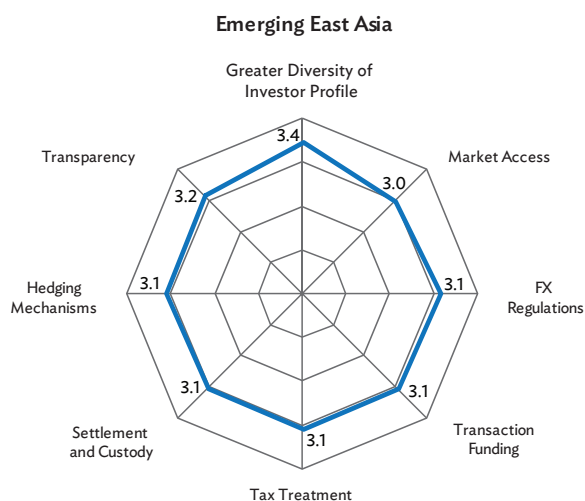 Emerging East Asia
Greater Diversity of
Investor Profile
3.4
Transparency
Market Access
3.2
3.0
Hedging
Mechanisms
3.1
3.1
FX
Regulations
3.1
3.1
Settlement
and Custody
3.1
Transaction
Funding
Tax Treatment